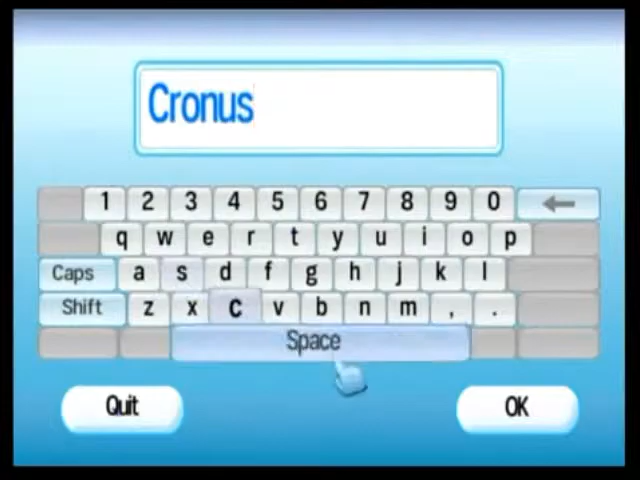 Cronus
1 2 3 4 5 6 7 8 9 0 ←
q w e r t y u i o p
Caps a s d f g h j k l
Shift z x c v b n m , .
Space
Quit OK